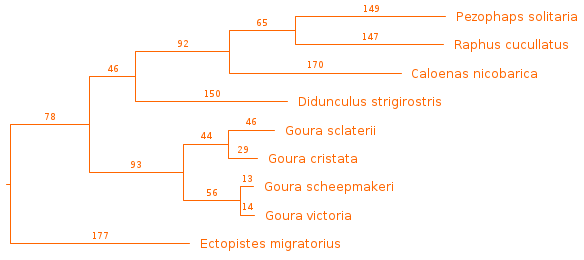 149
Pezophaps solitaria
65
147
Raphus cucullatus
92
170
Caloenas nicobarica
46
150
Didunculus strigirostris
78
46
Goura sclaterii
44
29
Goura cristata
93
13
Goura scheepmakeri
56
14
Goura victoria
177
Ectopistes migratorius